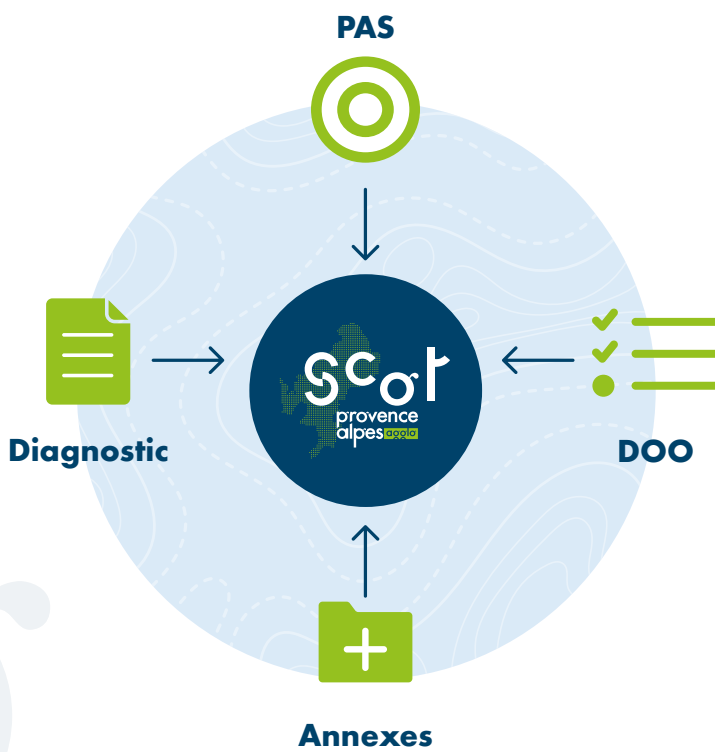 PAS
scot
provence
alpes agglo
Diagnostic
DOO
Annexes